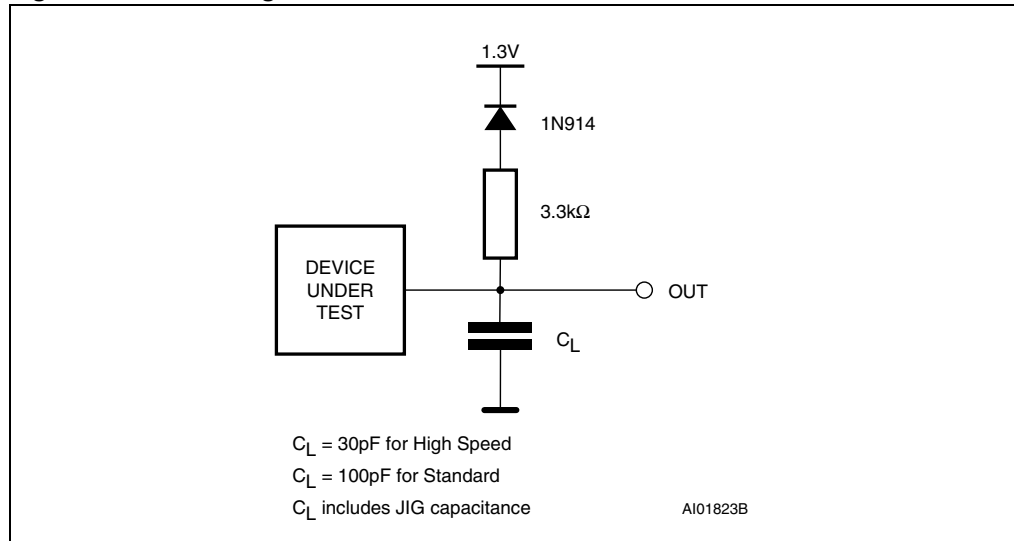 1.3V
1N914
3.3kΩ
DEVICE
UNDER
TEST
OUT
CL
CL = 30pF for High Speed
CL = 100pF for Standard
CL includes JIG capacitance
AI01823B